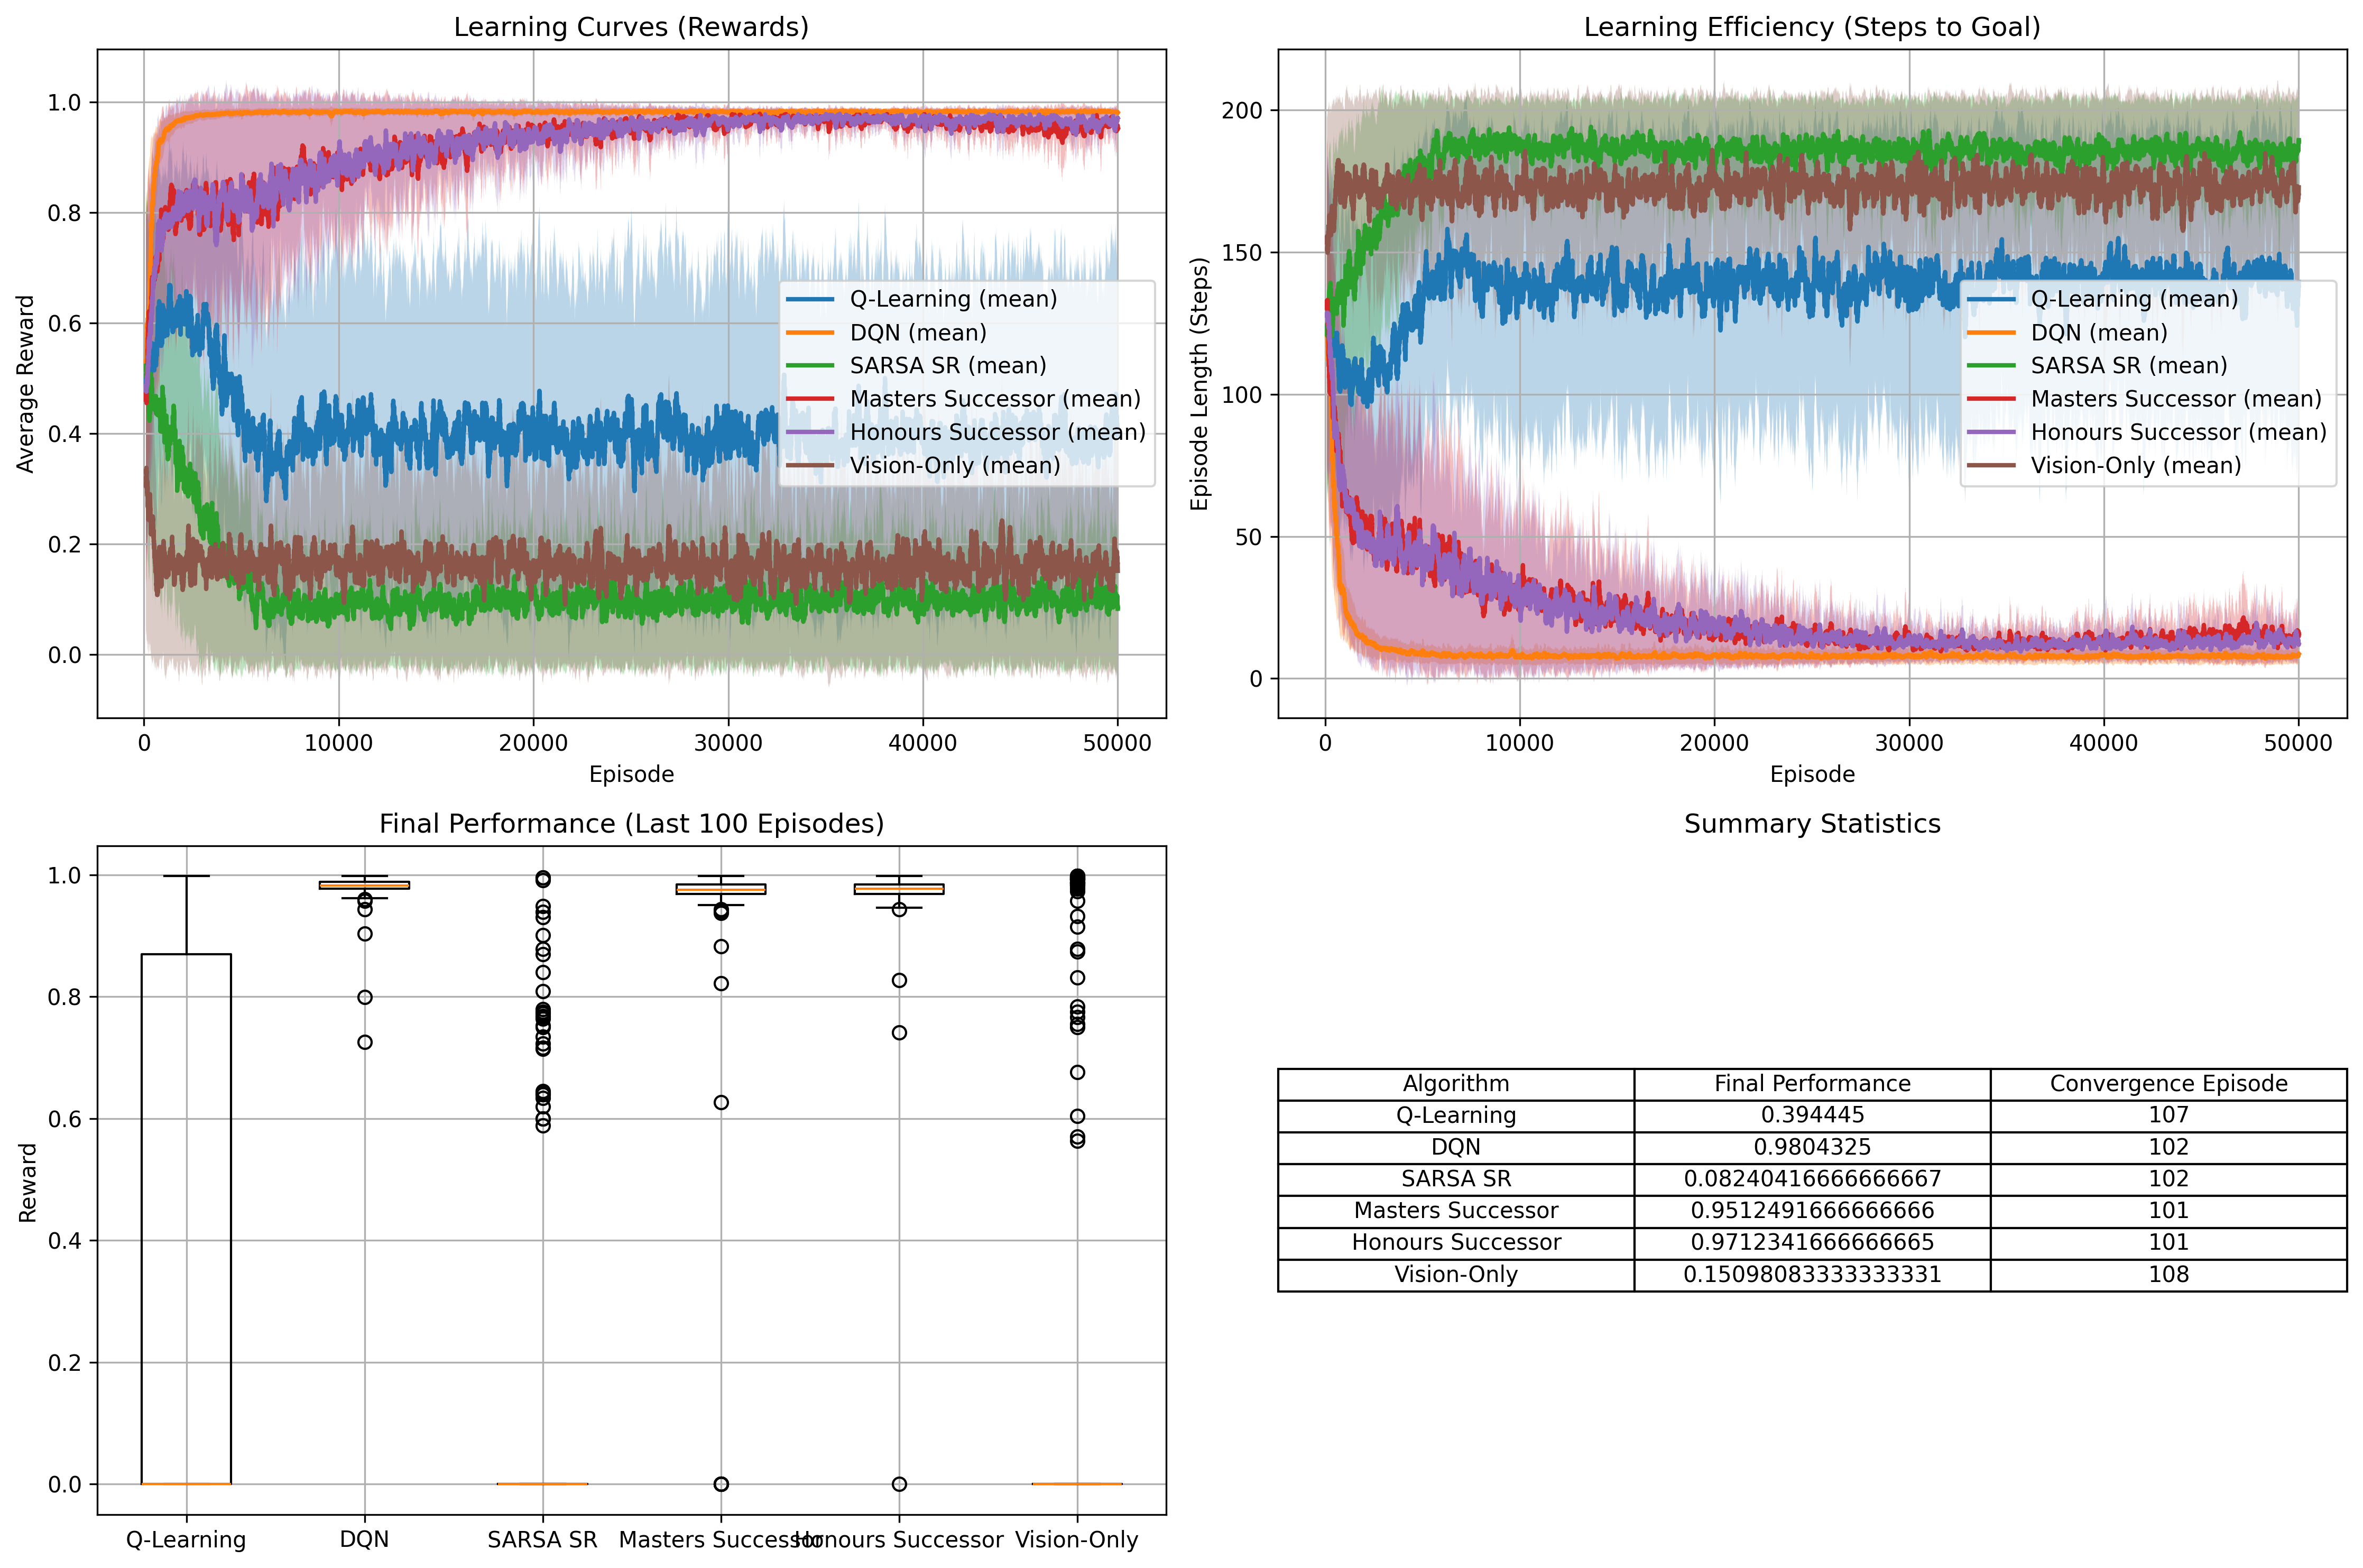 Learning Curves (Rewards)
Average Reward
1.0
0.8
0.6
0.4
0.2
0.0
Q-Learning (mean)
DQN (mean)
SARSA SR (mean)
Masters Successor (mean)
Honours Successor (mean)
Vision-Only (mean)
0 10000 20000 30000 40000 50000
Episode
Learning Efficiency (Steps to Goal)
Episode Length (Steps)
200
150
100
50
0
Q-Learning (mean)
DQN (mean)
SARSA SR (mean)
Masters Successor (mean)
Honours Successor (mean)
Vision-Only (mean)
0 10000 20000 30000 40000 50000
Episode
Final Performance (Last 100 Episodes)
Reward
1.0
0.8
0.6
0.4
0.2
0.0
Q-Learning DQN SARSA SR Masters Successor Honours Successor Vision-Only
Summary Statistics
Algorithm Final Performance Convergence Episode
Q-Learning 0.394445 107
DQN 0.9804325 102
SARSA SR 0.08240416666666667 102
Masters Successor 0.9512491666666666 101
Honours Successor 0.9712341666666665 101
Vision-Only 0.15098083333333331 108